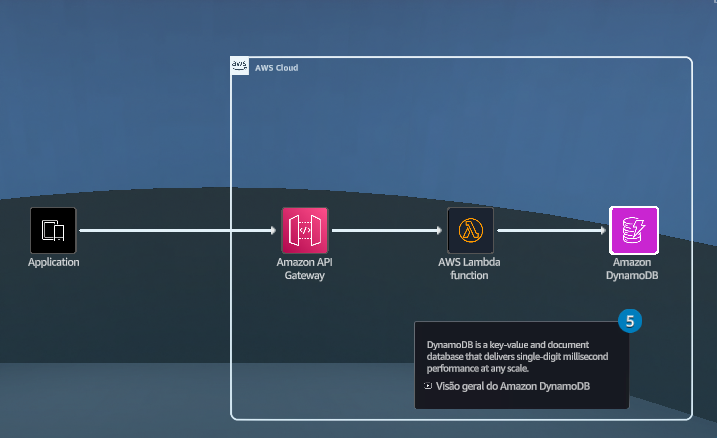 aws
AWS Cloud
Application
Amazon API
Gateway
AWS Lambda
function
Amazon
DynamoDB
5
DynamoDB is a key-value and document
database that delivers single-digit millisecond
performance at any scale.
Visão geral do Amazon DynamoDB